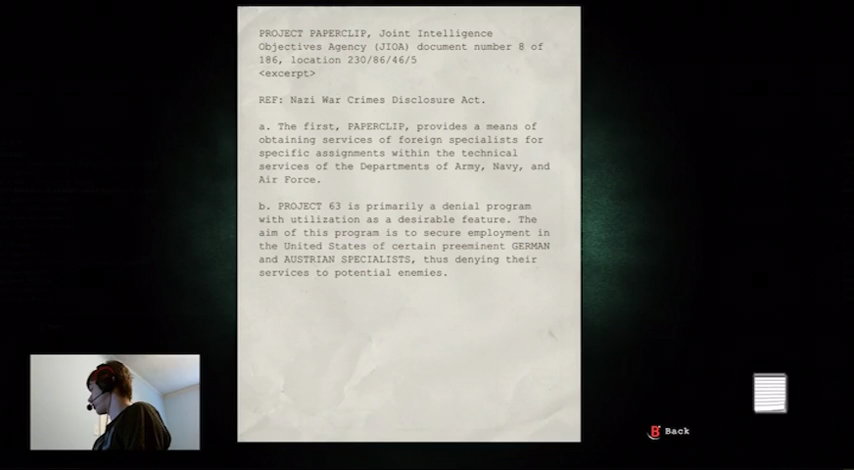 PROJECT PAPERCLIP, Joint Intelligence
Objectives Agency (JIOA) document number 8 of
186, location 230/86/46/5
<excerpt>
REF: Nazi War Crimes Disclosure Act.
a. The first, PAPERCLIP, provides a means of
obtaining services of foreign specialists for
specific assignments within the technical
services of the Departments of Army, Navy, and
Air Force.
b. PROJECT 63 is primarily a denial program
with utilization as a desirable feature. The
aim of this program is to secure employment in
the United States of certain preeminent GERMAN
and AUSTRIAN SPECIALISTS, thus denying their
services to potential enemies.
B Back